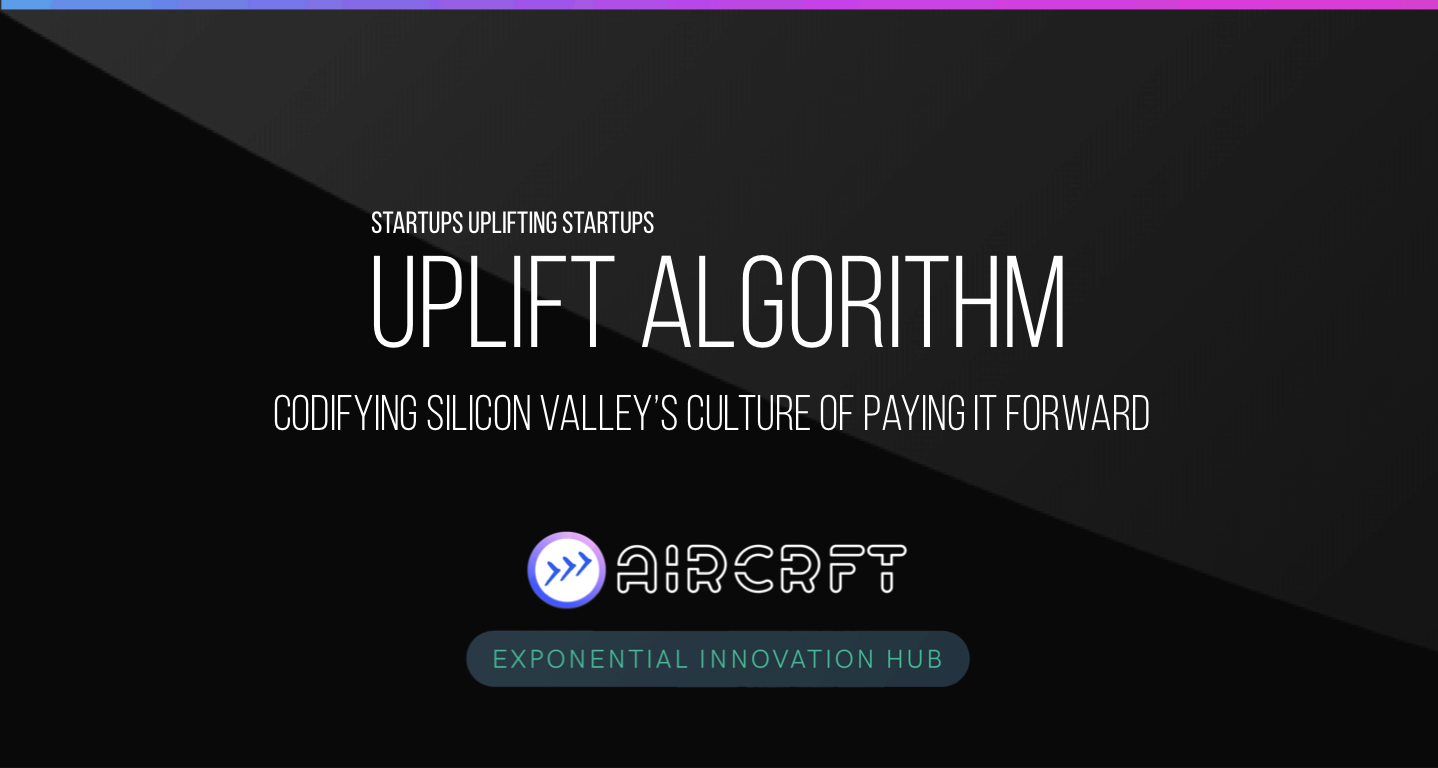 STARTUPS UPLIFTING STARTUPS
UPLIFT ALGORITHM
CODIFYING SILICON VALLEY’S CULTURE OF PAYING IT FORWARD
AIRCRFT
EXPONENTIAL INNOVATION HUB